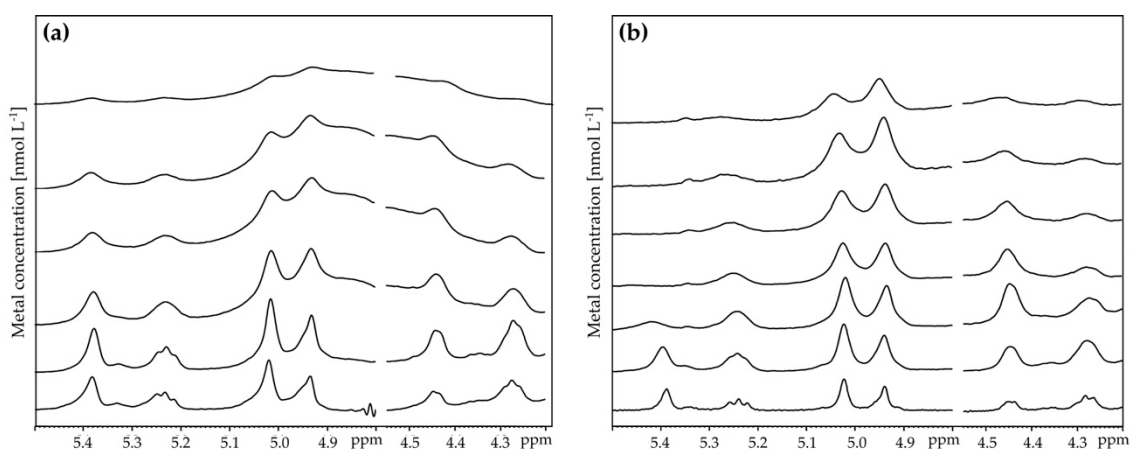 (a)
Metal concentration [nmol L-1]
5.4 5.3 5.2 5.1 5.0 4.9 ppm 4.5 4.4 4.3
(b)
Metal concentration [nmol L-1]
5.4 5.3 5.2 5.1 5.0 4.9 ppm 4.5 4.4 4.3 ppm